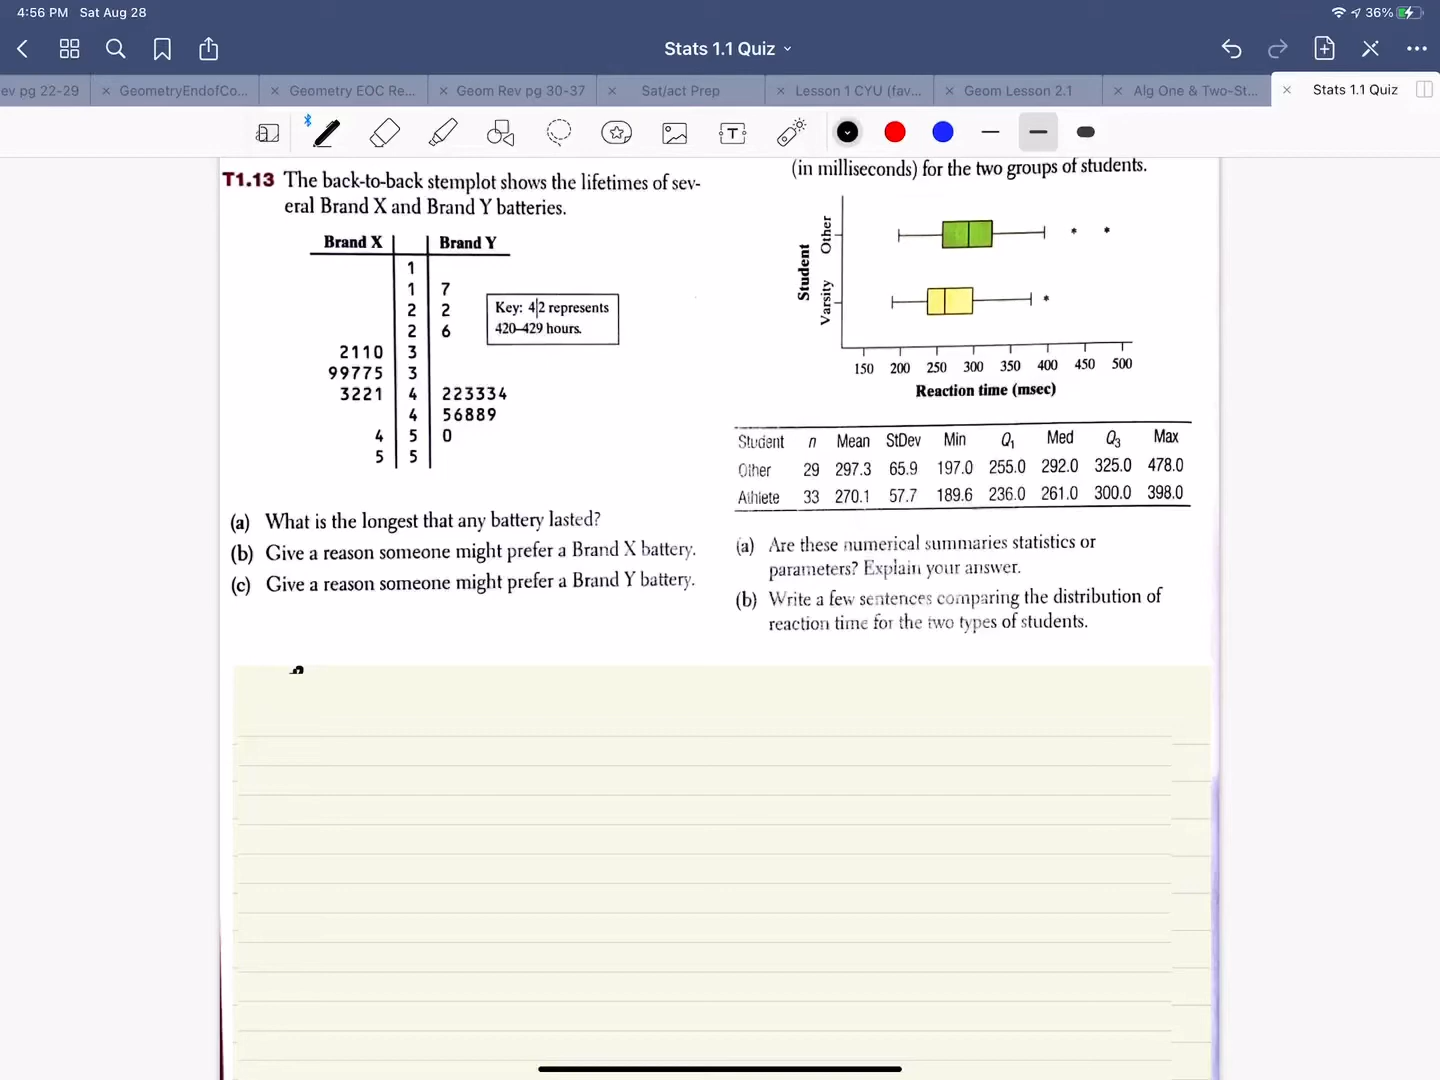 4:56 PM Sat Aug 28
36%
Stats 1.1 Quiz
ev pg 22-29
GeometryEndofCo...
Geometry EOC Re...
Geom Rev pg 30-37
Sat/act Prep
Lesson 1 CYU (fav...
Geom Lesson 2.1
Alg One & Two-St...
Stats 1.1 Quiz
T1.13 The back-to-back stemplot shows the lifetimes of sev-
eral Brand X and Brand Y batteries.
Brand X Brand Y
1
1 7
2 2
2 6
2110 3
99775 3
3221 4 223334
4 56889
4 5 0
5 5
Key: 4|2 represents
420–429 hours.
(a) What is the longest that any battery lasted?
(b) Give a reason someone might prefer a Brand X battery.
(c) Give a reason someone might prefer a Brand Y battery.
(in milliseconds) for the two groups of students.
Student
Other
Varsity
150 200 250 300 350 400 450 500
Reaction time (msec)
Student n Mean StDev Min Q1 Med Q3 Max
Other 29 297.3 65.9 197.0 255.0 292.0 325.0 478.0
Athlete 33 270.1 57.7 189.6 236.0 261.0 300.0 398.0
(a) Are these numerical summaries statistics or
parameters? Explain your answer.
(b) Write a few sentences comparing the distribution of
reaction time for the two types of students.